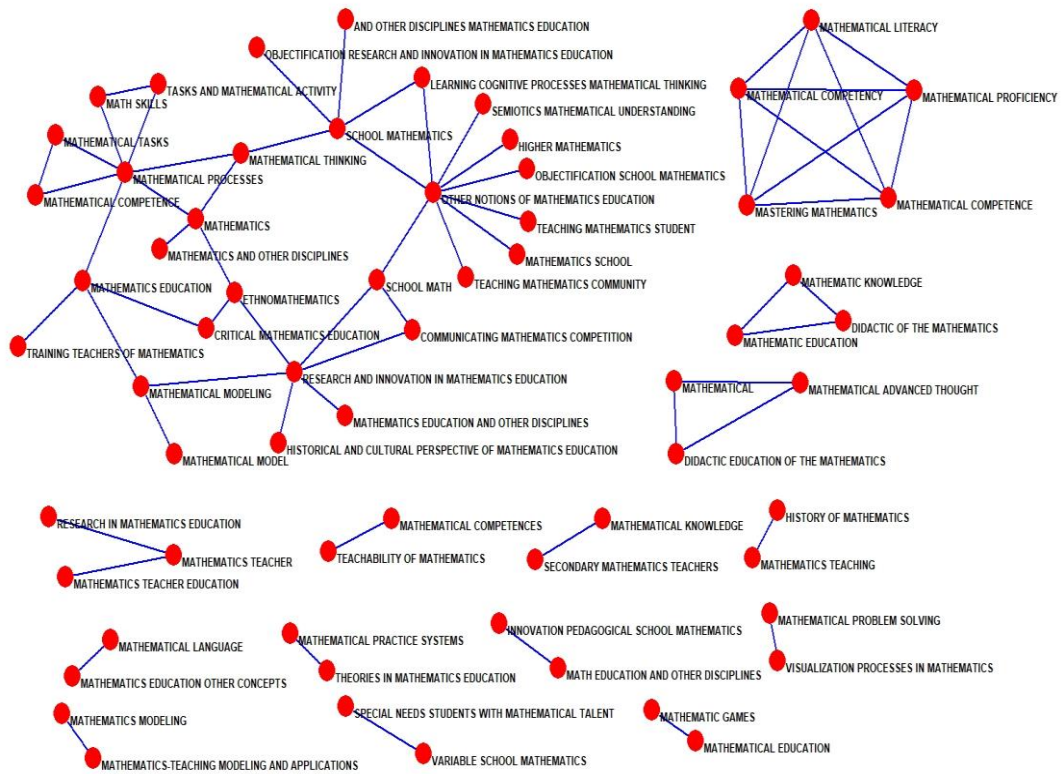 AND OTHER DISCIPLINES MATHEMATICS EDUCATION
OBJECTIFICATION RESEARCH AND INNOVATION IN MATHEMATICS EDUCATION
TASKS AND MATHEMATICAL ACTIVITY
LEARNING COGNITIVE PROCESSES MATHEMATICAL THINKING
MATH SKILLS
SEMIOTICS MATHEMATICAL UNDERSTANDING
SCHOOL MATHEMATICS
MATHEMATICAL TASKS
HIGHER MATHEMATICS
MATHEMATICAL THINKING
MATHEMATICAL PROCESSES
OBJECTIFICATION SCHOOL MATHEMATICS
MATHEMATICAL COMPETENCE
OTHER NOTIONS OF MATHEMATICS EDUCATION
MATHEMATICS
TEACHING MATHEMATICS STUDENT
MATHEMATICS AND OTHER DISCIPLINES
MATHEMATICS SCHOOL
MATHEMATICS EDUCATION
SCHOOL MATH
TEACHING MATHEMATICS COMMUNITY
ETHNOMATHEMATICS
CRITICAL MATHEMATICS EDUCATION
COMMUNICATING MATHEMATICS COMPETITION
TRAINING TEACHERS OF MATHEMATICS
RESEARCH AND INNOVATION IN MATHEMATICS EDUCATION
MATHEMATICAL MODELING
MATHEMATICS EDUCATION AND OTHER DISCIPLINES
HISTORICAL AND CULTURAL PERSPECTIVE OF MATHEMATICS EDUCATION
MATHEMATICAL MODEL
MATHEMATICAL LITERACY
MATHEMATICAL COMPETENCY
MATHEMATICAL PROFICIENCY
MASTERING MATHEMATICS
MATHEMATICAL COMPETENCE
MATHEMATIC KNOWLEDGE
DIDACTIC OF THE MATHEMATICS
MATHEMATIC EDUCATION
MATHEMATICAL
MATHEMATICAL ADVANCED THOUGHT
DIDACTIC EDUCATION OF THE MATHEMATICS
RESEARCH IN MATHEMATICS EDUCATION
MATHEMATICS TEACHER
MATHEMATICS TEACHER EDUCATION
MATHEMATICAL COMPETENCES
TEACHABILITY OF MATHEMATICS
MATHEMATICAL KNOWLEDGE
SECONDARY MATHEMATICS TEACHERS
HISTORY OF MATHEMATICS
MATHEMATICS TEACHING
MATHEMATICAL LANGUAGE
MATHEMATICS EDUCATION OTHER CONCEPTS
MATHEMATICAL PRACTICE SYSTEMS
THEORIES IN MATHEMATICS EDUCATION
INNOVATION PEDAGOGICAL SCHOOL MATHEMATICS
MATH EDUCATION AND OTHER DISCIPLINES
MATHEMATICAL PROBLEM SOLVING
VISUALIZATION PROCESSES IN MATHEMATICS
MATHEMATICS MODELING
MATHEMATICS-TEACHING MODELING AND APPLICATIONS
SPECIAL NEEDS STUDENTS WITH MATHEMATICAL TALENT
VARIABLE SCHOOL MATHEMATICS
MATHEMATIC GAMES
MATHEMATICAL EDUCATION